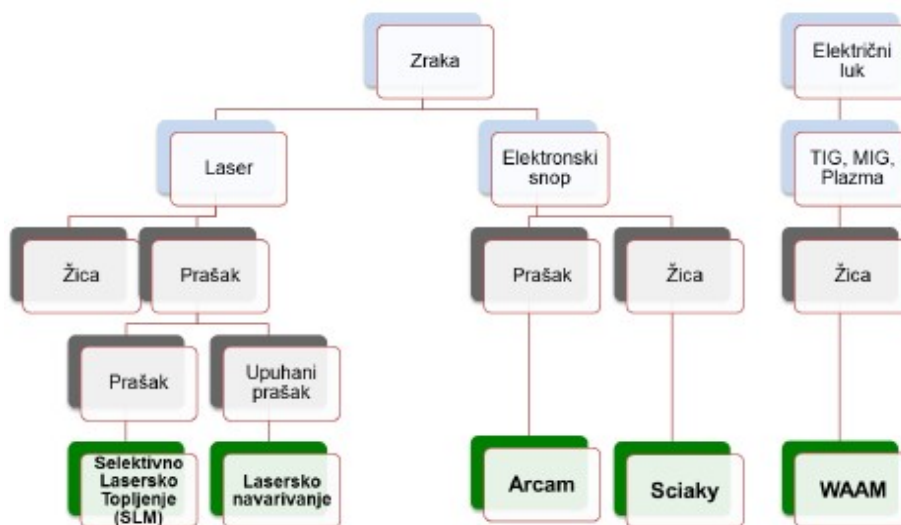 Zraka
Električni
luk
Laser
Elektronski
snop
TIG, MIG,
Plazma
Žica
Prašak
Prašak
Žica
Žica
Prašak
Upuhani
prašak
Selektivno
Lasersko
Topljenje
(SLM)
Lasersko
navarivanje
Arcam
Sciaky
WAAM